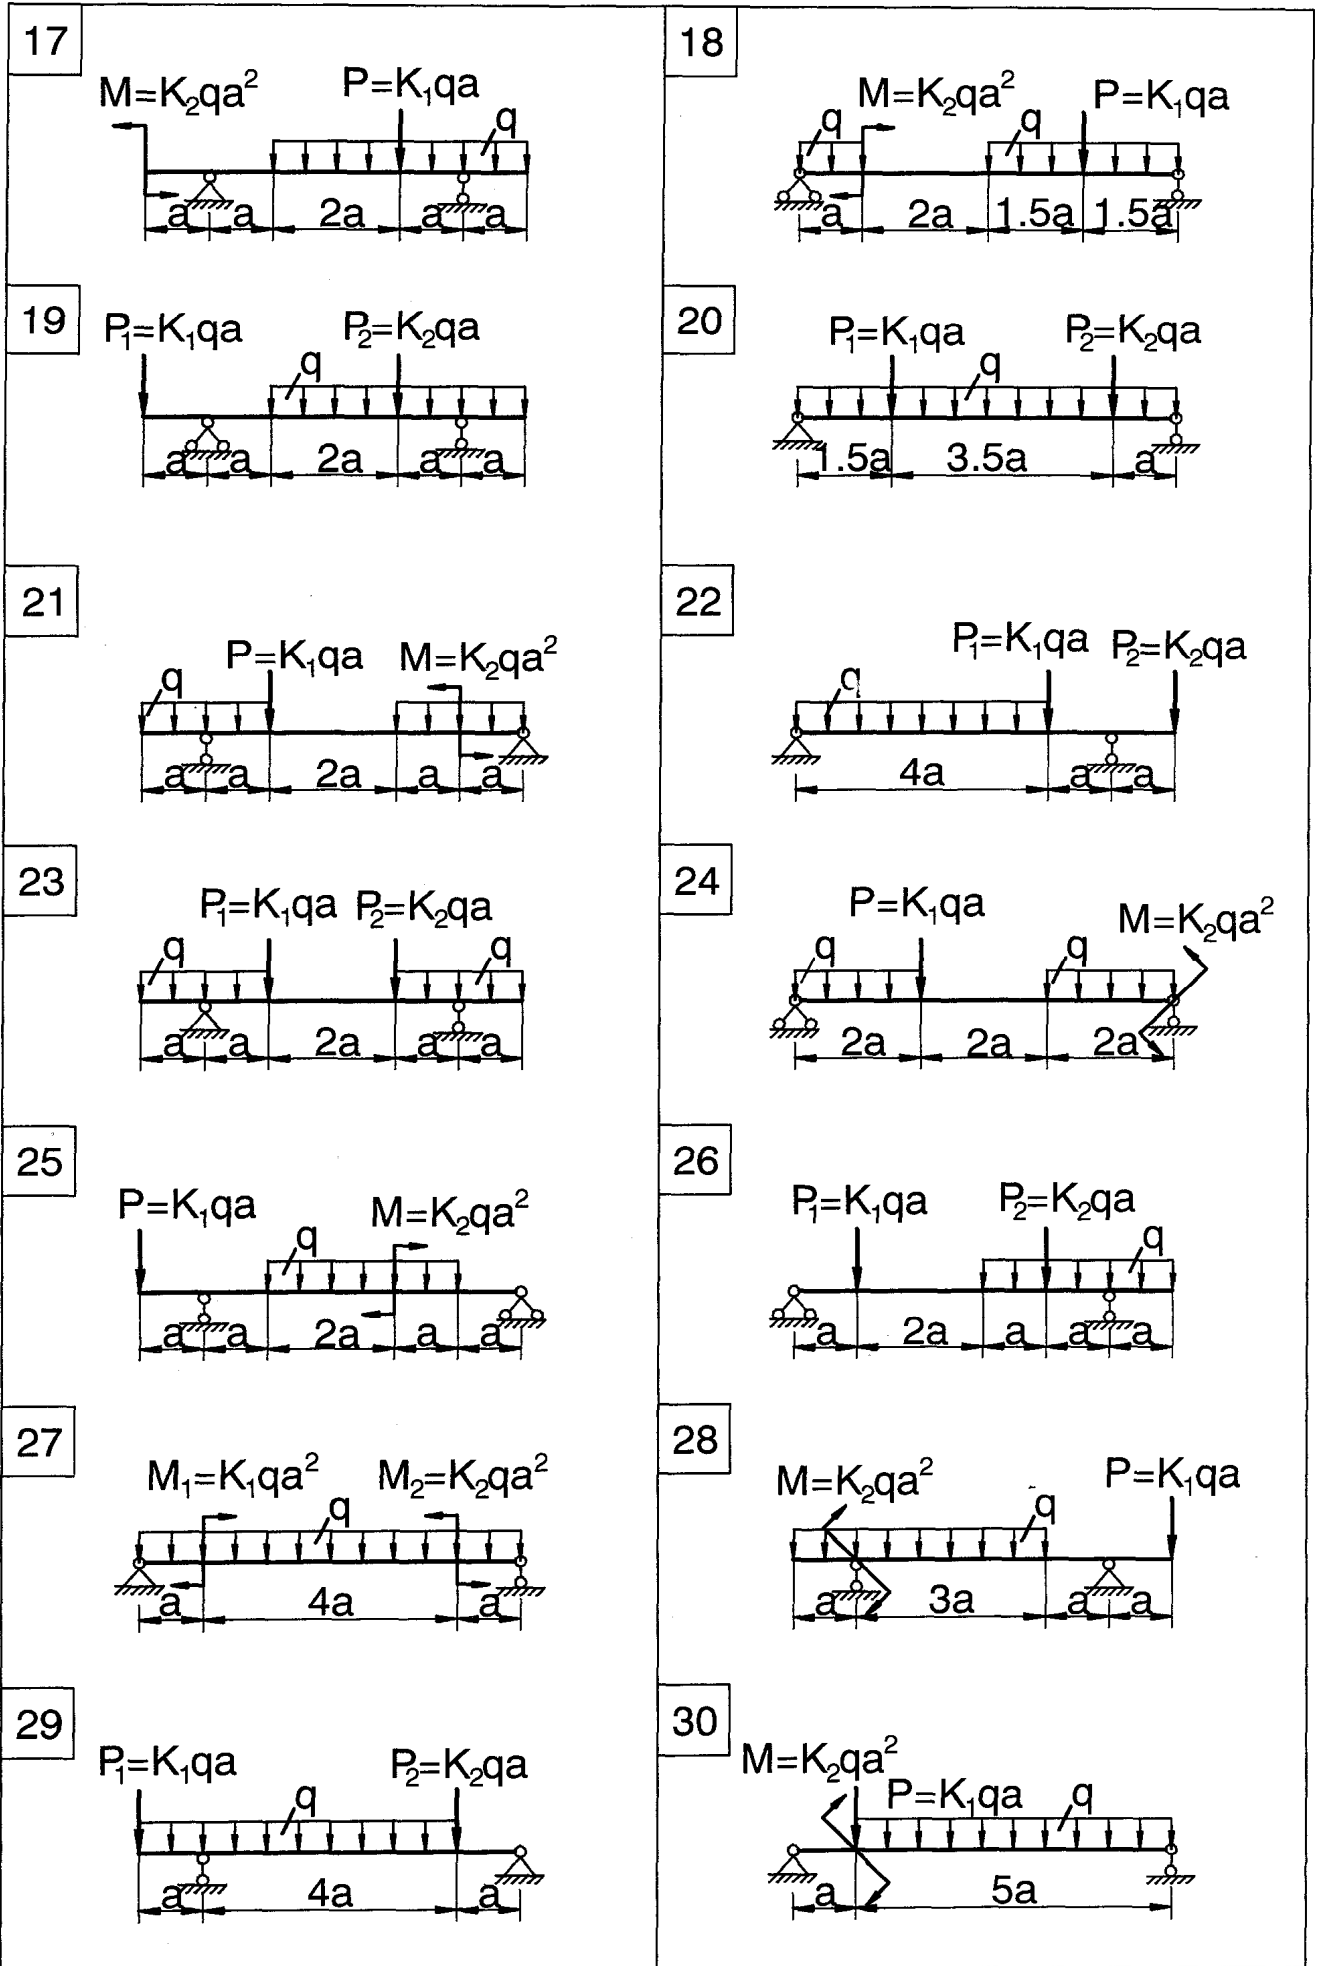 17
M=K₂qa²
P=K₁qa
q
a a 2a a a
18
M=K₂qa²
P=K₁qa
q
q
a 2a 1.5a 1.5a
19
P₁=K₁qa
P₂=K₂qa
q
a a 2a a a
20
P₁=K₁qa
P₂=K₂qa
q
1.5a 3.5a a
21
P=K₁qa
M=K₂qa²
q
a a 2a a a
22
P₁=K₁qa
P₂=K₂qa
q
4a a a
23
P₁=K₁qa
P₂=K₂qa
q
q
a a 2a a a
24
P=K₁qa
M=K₂qa²
q
q
2a 2a 2a
25
P=K₁qa
M=K₂qa²
q
a a 2a a a
26
P₁=K₁qa
P₂=K₂qa
q
a 2a a a a
27
M₁=K₁qa²
M₂=K₂qa²
q
a 4a a
28
M=K₂qa²
P=K₁qa
q
a 3a a a
29
P₁=K₁qa
P₂=K₂qa
q
a 4a a
30
M=K₂qa²
P=K₁qa
q
a 5a